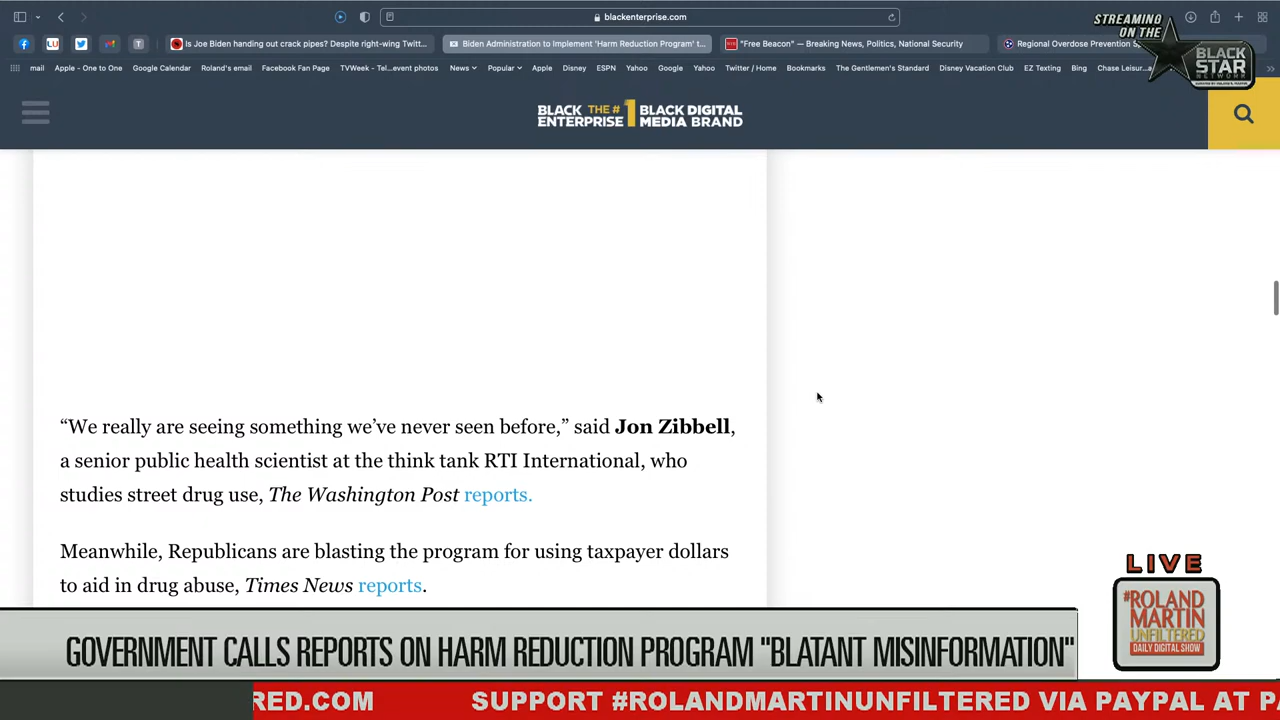 STREAMING
ON THE
BLACK
STAR
NETWORK
blackenterprise.com
Is Joe Biden handing out crack pipes? Despite right-wing Twitt...
Biden Administration to Implement 'Harm Reduction Program' t...
"Free Beacon" — Breaking News, Politics, National Security
Regional Overdose Prevention
mail Apple - One to One Google Calendar Roland's email Facebook Fan Page TVWeek - Tel...event photos News Popular Apple Disney ESPN Yahoo Google Yahoo Twitter / Home Bookmarks The Gentlemen's Standard Disney Vacation Club EZ Texting Bing Chase Leisur...
BLACK ENTERPRISE THE #1 BLACK DIGITAL MEDIA BRAND
“We really are seeing something we’ve never seen before,” said Jon Zibbell,
a senior public health scientist at the think tank RTI International, who
studies street drug use, The Washington Post reports.
Meanwhile, Republicans are blasting the program for using taxpayer dollars
to aid in drug abuse, Times News reports.
LIVE
#ROLAND
MARTIN
UNFILTERED
DAILY DIGITAL SHOW
GOVERNMENT CALLS REPORTS ON HARM REDUCTION PROGRAM "BLATANT MISINFORMATION"
RED.COM SUPPORT #ROLANDMARTINUNFILTERED VIA PAYPAL AT